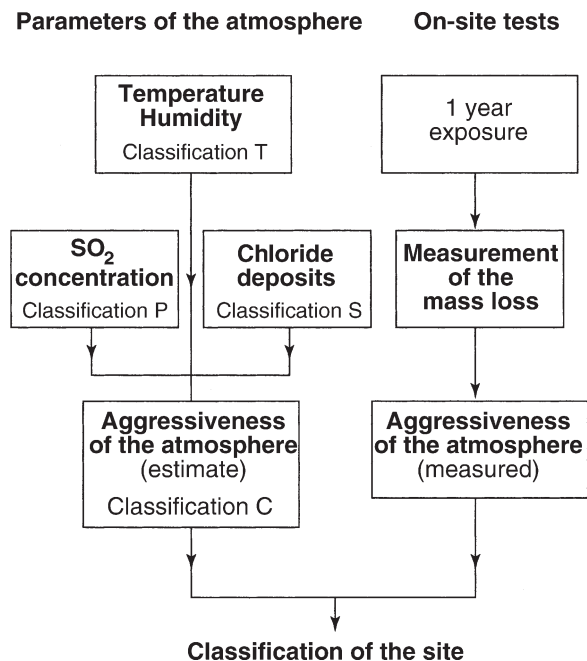 Parameters of the atmosphere
On-site tests
Temperature
Humidity
Classification T
1 year
exposure
SO₂
concentration
Classification P
Chloride
deposits
Classification S
Measurement
of the
mass loss
Aggressiveness
of the atmosphere
(estimate)
Classification C
Aggressiveness
of the atmosphere
(measured)
Classification of the site